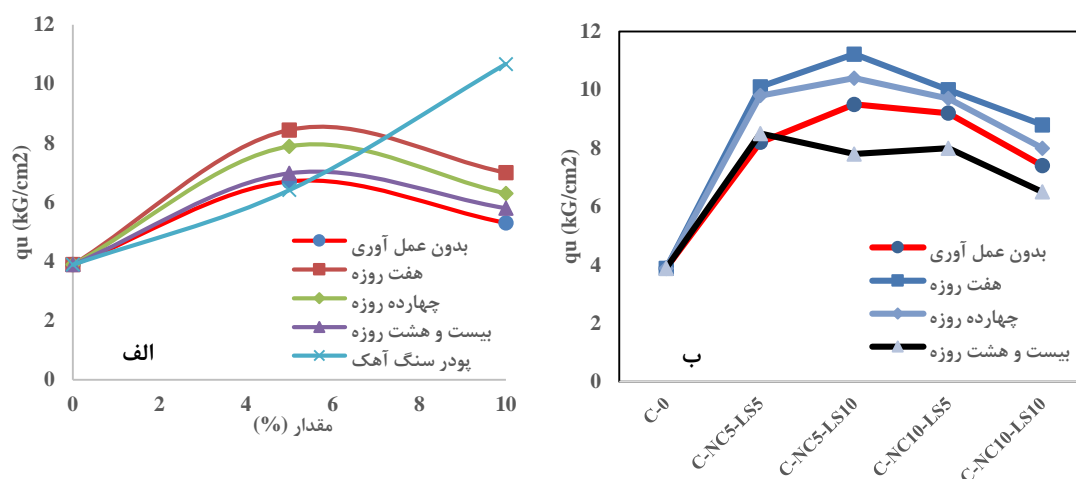 12
10
8
6
4
2
0
qu (kG/cm2)
0
2
4
6
8
10
مقدار (%)
بدون عمل آوری
هفت روزه
چهارده روزه
بیست و هشت روزه
پودر سنگ آهک
الف
12
10
8
6
4
2
0
qu (kG/cm2)
بدون عمل آوری
هفت روزه
چهارده روزه
بیست و هشت روزه
ب
C-0
C-NC5-LS5
C-NC5-LS10
C-NC10-LS5
C-NC10-LS10